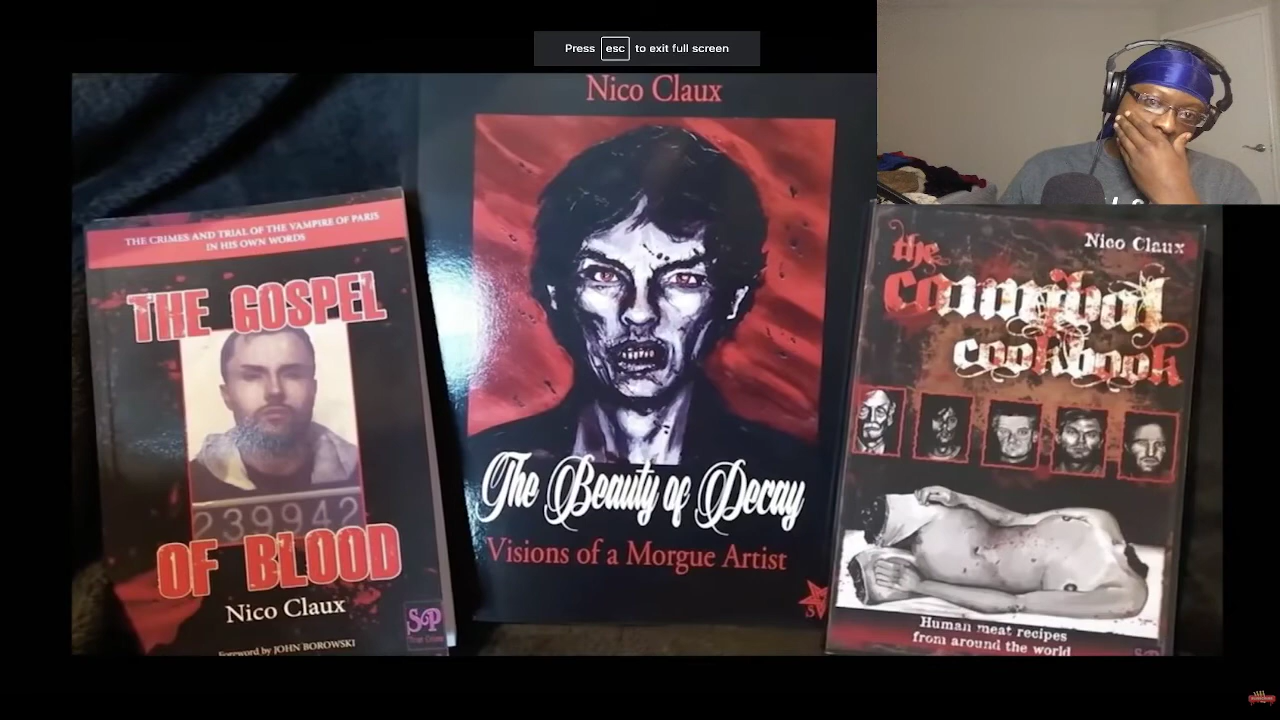 Press esc to exit full screen
THE CRIMES AND TRIAL OF THE VAMPIRE OF PARIS
IN HIS OWN WORDS
THE GOSPEL
239942
OF BLOOD
Nico Claux
Foreword by JOHN BOROWSKI
SP
Nico Claux
The Beauty of Decay
Visions of a Morgue Artist
Nico Claux
the
cannibal
cookbook
Human meat recipes
from around the world